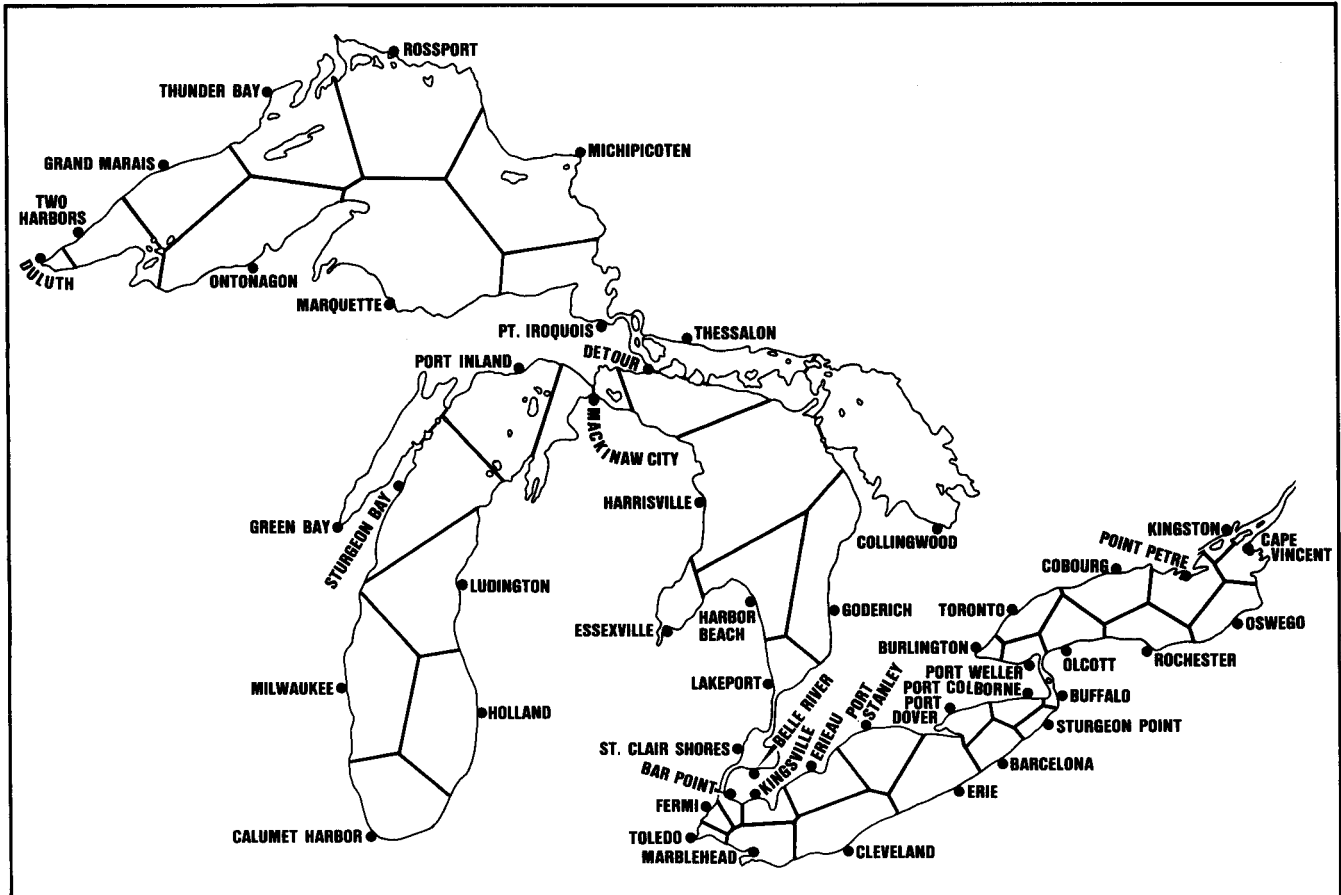 ROSSPORT
THUNDER BAY
MICHIPICOTEN
GRAND MARAIS
TWO
HARBORS
DULUTH
ONTONAGON
MARQUETTE
PT. IROQUOIS
THESSALON
DETOUR
PORT INLAND
MACKINAW CITY
HARRISVILLE
STURGEON BAY
GREEN BAY
COLLINGWOOD
KINGSTON
CAPE
VINCENT
POINT PETRE
COBOURG
LUDINGTON
HARBOR
BEACH
GODERICH
TORONTO
OSWEGO
ESSEXVILLE
BURLINGTON
OLCOTT
ROCHESTER
PORT WELLER
PORT COLBORNE
PORT
DOVER
BUFFALO
MILWAUKEE
LAKEPORT
HOLLAND
STURGEON POINT
BELLE RIVER
PORT
STANLEY
ERIEAU
KINGSVILLE
ST. CLAIR SHORES
BAR POINT
BARCELONA
ERIE
FERMI
CALUMET HARBOR
TOLEDO
MARBLEHEAD
CLEVELAND